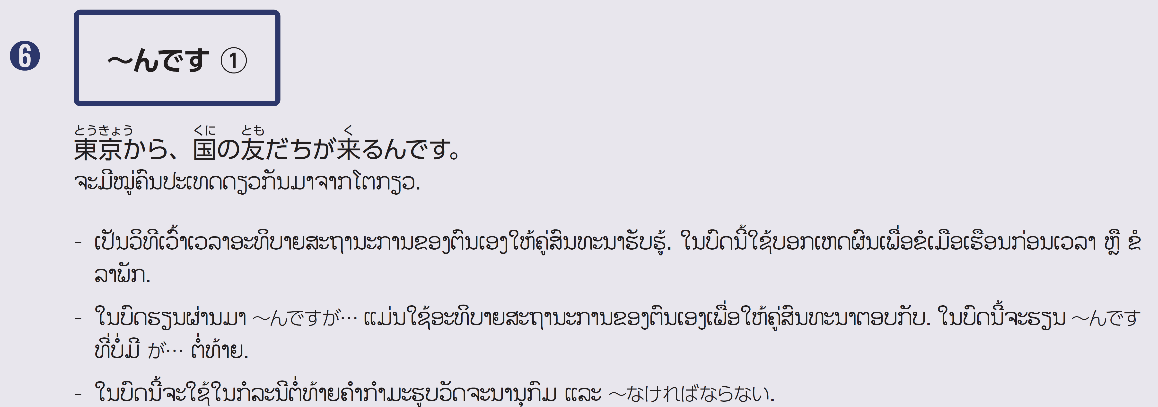 ❻ ～んです ①
とうきょう くに とも く
東京から、国の友だちが来るんです。
ຈະມີໝູ່ຄົນປະເທດດຽວກັນມາຈາກໂຕກຽວ.
- ເປັນວິທີເວົ້າເວລາອະທິບາຍສະຖານະການຂອງຕົນເອງໃຫ້ຄູ່ສົນທະນາຮັບຮູ້. ໃນບົດນີ້ໃຊ້ບອກເຫດຜົນເພື່ອຂໍເມືອເຮືອນກ່ອນເວລາ ຫຼື ຂໍ
ລາພັກ.
- ໃນບົດຮຽນຜ່ານມາ ～んですが… ແມ່ນໃຊ້ອະທິບາຍສະຖານະການຂອງຕົນເອງເພື່ອໃຫ້ຄູ່ສົນທະນາຕອບກັບ. ໃນບົດນີ້ຈະຮຽນ ～んです
ທີ່ບໍ່ມີ が… ຕໍ່ທ້າຍ.
- ໃນບົດນີ້ຈະໃຊ້ໃນກໍລະນີຕໍ່ທ້າຍຄຳກຳມະຮູບວັດຈະນານຸກົມ ແລະ ～なければならない.